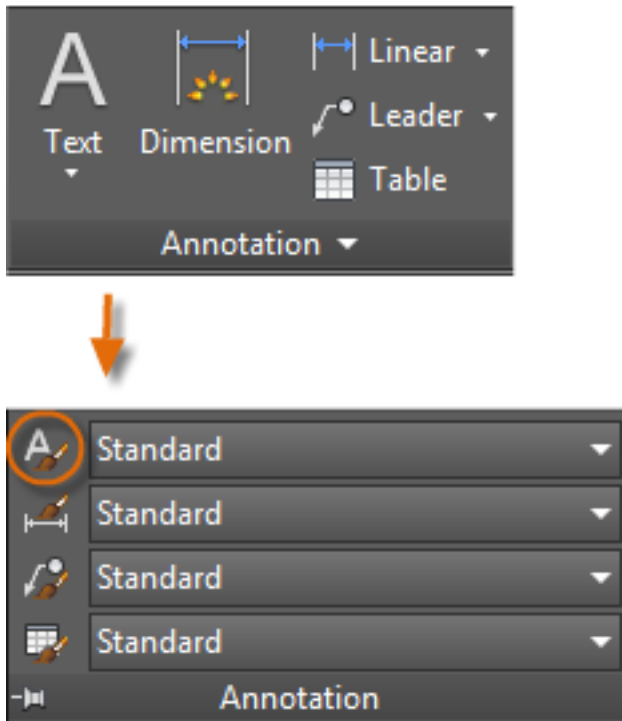 Linear
Leader
Text Dimension
Table
Annotation
Standard
Standard
Standard
Standard
Annotation